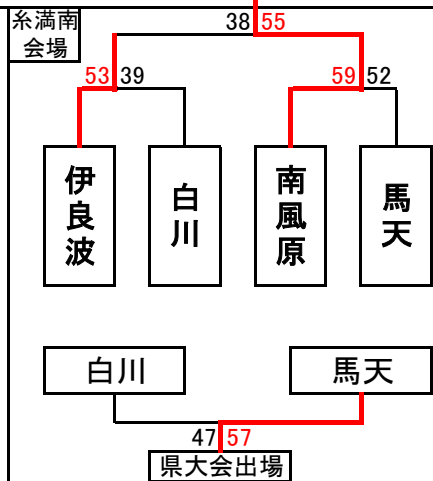 糸満南
会場
38 55
53 39
59 52
伊良波
白川
南風原
馬天
白川
馬天
47 57
県大会出場